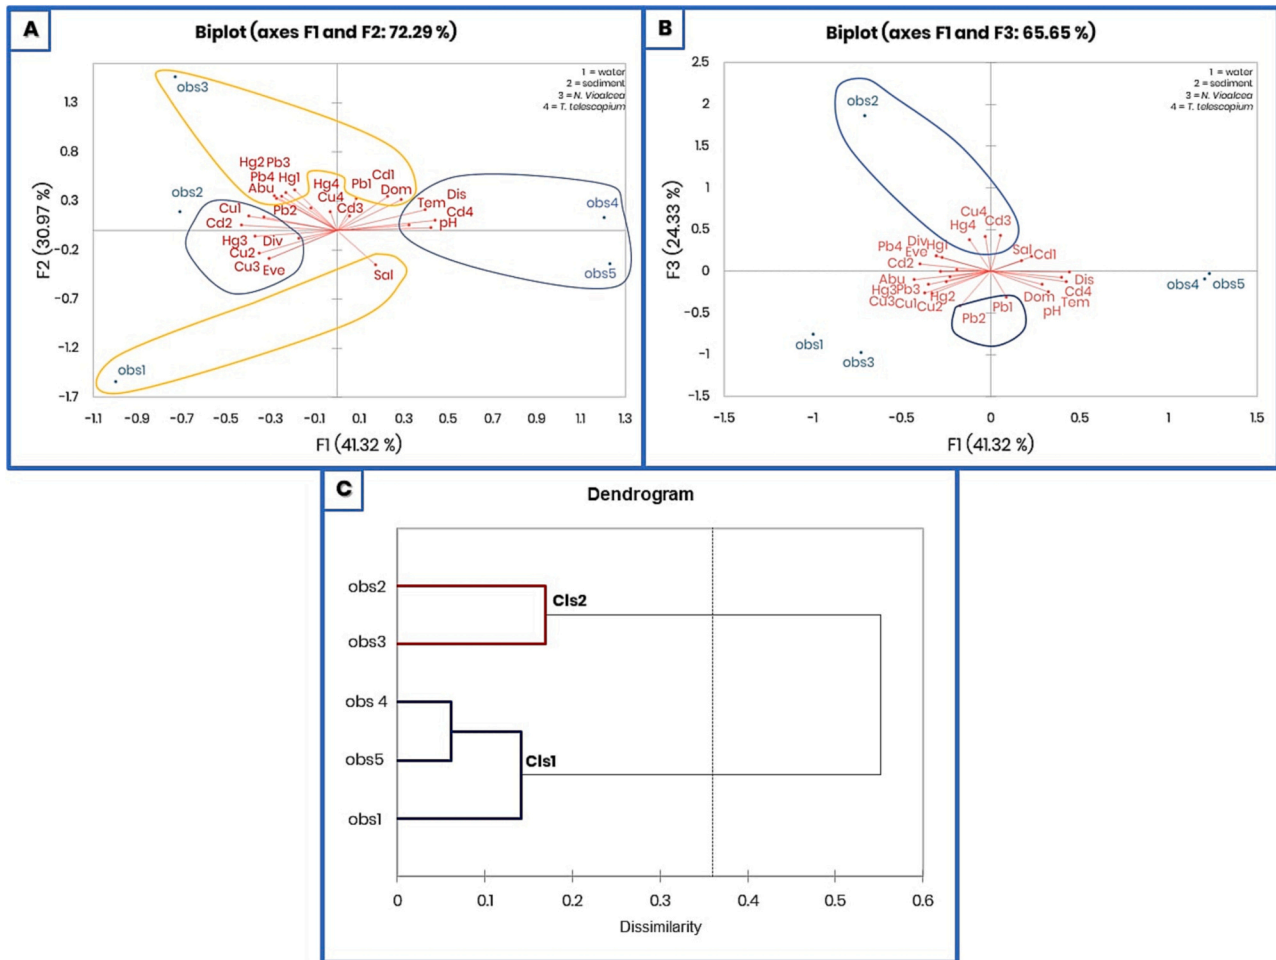 A
Biplot (axes F1 and F2: 72.29 %)
1 = water
2 = sediment
3 = N. Vioalcea
4 = T. telescopium
obs3
Hg2 Pb3
Pb4 Hg1
Abu
Hg4
Pb1
Cd1
Dom
Cu4
Cd3
Tem
Dis
Cd4
pH
obs4
obs2
Cu1
Pb2
Cd2
Hg3
Div
Cu2
Cu3
Eve
Sal
obs5
obs1
1.3
0.8
0.3
−0.2
−0.7
−1.2
−1.7
F2 (30.97 %)
−1.1 −0.9 −0.7 −0.5 −0.3 −0.1 0.1 0.3 0.5 0.7 0.9 1.1 1.3
F1 (41.32 %)
B
Biplot (axes F1 and F3: 65.65 %)
1 = water
2 = sediment
3 = N. Vioalcea
4 = T. telescopium
obs2
Cu4
Cd3
Hg4
Div
Hg1
Pb4
Eve
Cd2
Sal
Cd1
Abu
Hg3
Pb3
Cu3
Cu1
Cu2
Hg2
Pb2
Pb1
Dom
Dis
Cd4
Tem
pH
obs4
obs5
obs1
obs3
2.5
2
1.5
1
0.5
0
−0.5
−1
−1.5
F3 (24.33 %)
−1.5 −1 −0.5 0 0.5 1 1.5
F1 (41.32 %)
C
Dendrogram
obs2
Cls2
obs3
obs 4
obs5
Cls1
obs1
0 0.1 0.2 0.3 0.4 0.5 0.6
Dissimilarity